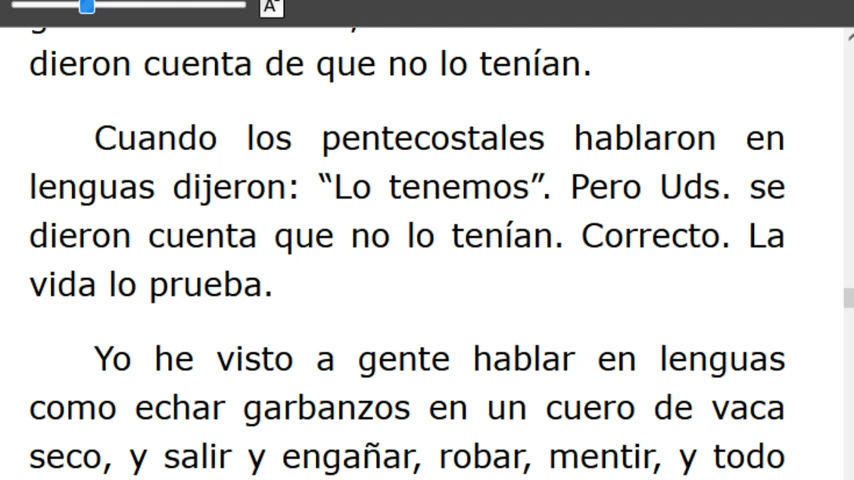 A
dieron cuenta de que no lo tenían.
Cuando los pentecostales hablaron en
lenguas dijeron: “Lo tenemos”. Pero Uds. se
dieron cuenta que no lo tenían. Correcto. La
vida lo prueba.
Yo he visto a gente hablar en lenguas
como echar garbanzos en un cuero de vaca
seco, y salir y engañar, robar, mentir, y todo